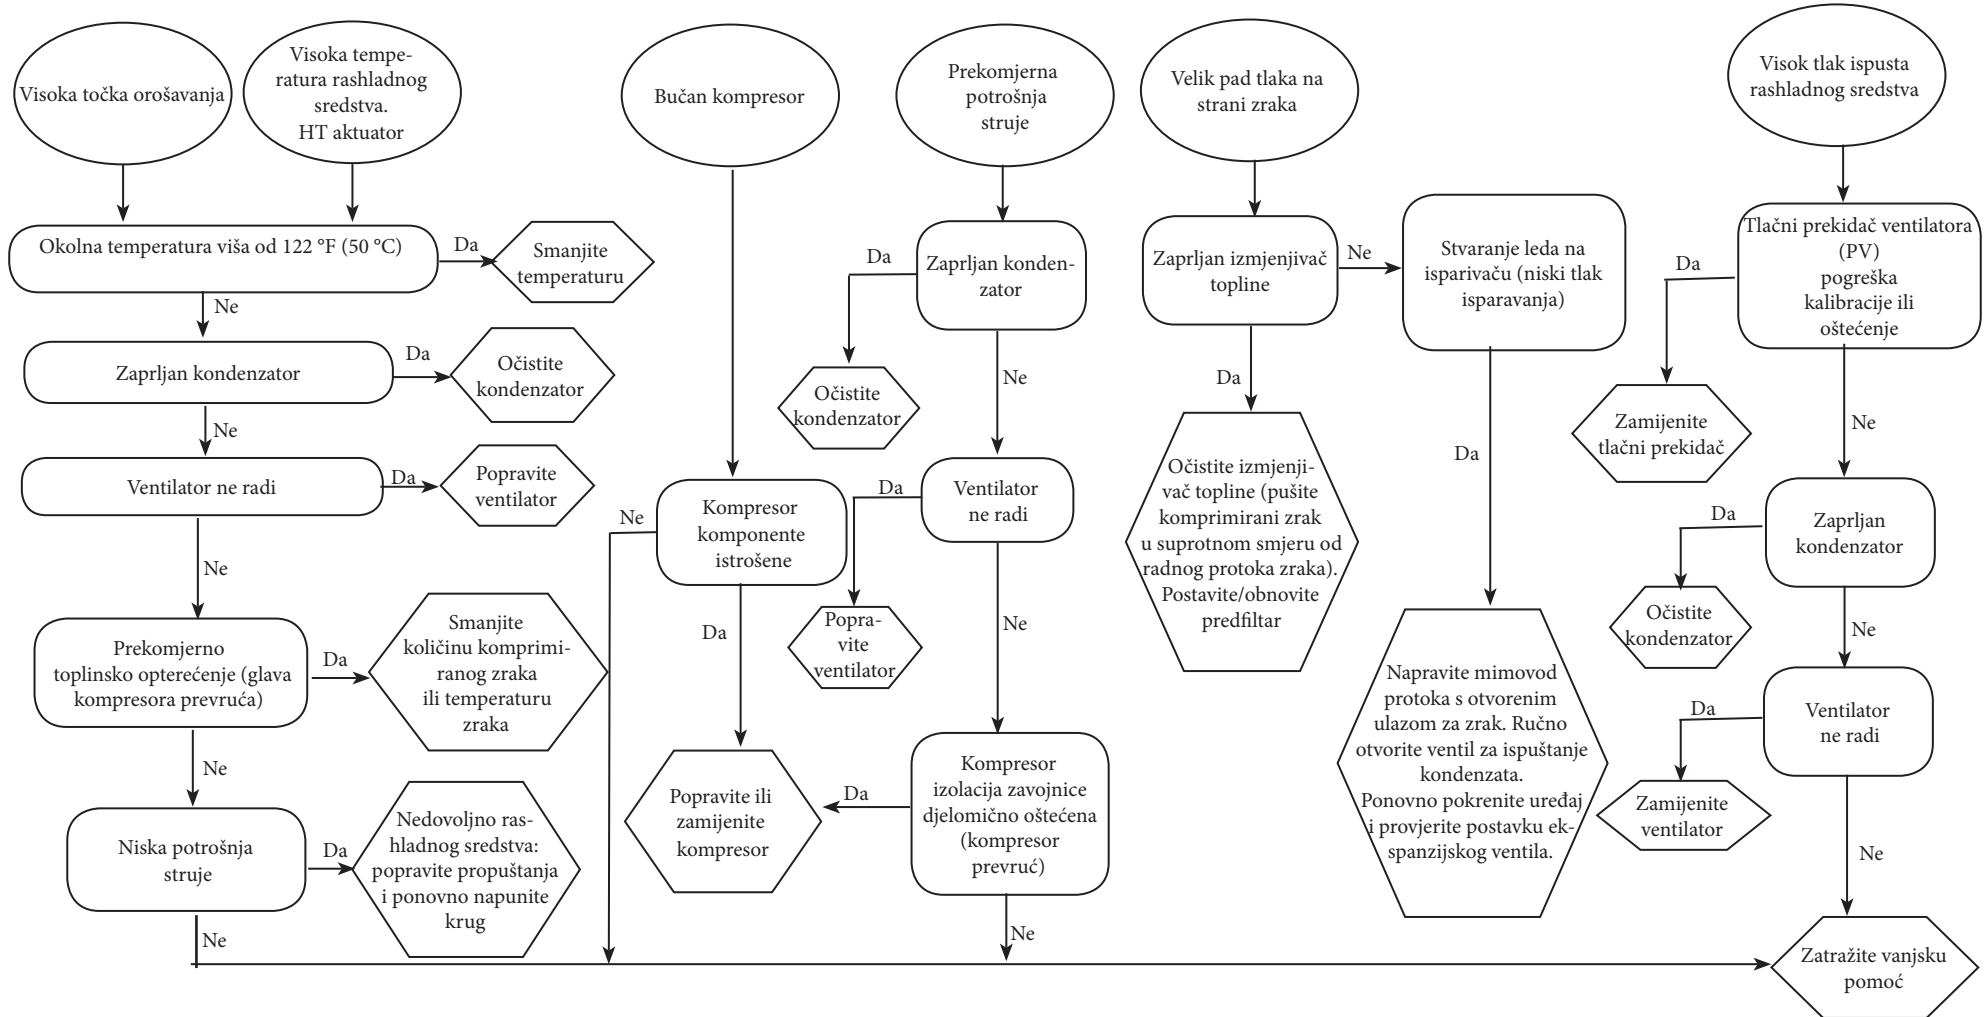 Visoka točka orošavanja
Visoka tempe-
ratura rashladnog
sredstva.
HT aktuator
Bučan kompresor
Prekomjerna
potrošnja
struje
Velik pad tlaka na
strani zraka
Visok tlak ispusta
rashladnog sredstva
Okolna temperatura viša od 122 °F (50 °C)
Da
Smanjite
temperaturu
Ne
Zaprljan kondenzator
Da
Očistite
kondenzator
Ne
Ventilator ne radi
Da
Popravite
ventilator
Ne
Prekomjerno
toplinsko opterećenje (glava
kompresora prevruća)
Da
Smanjite
količinu komprimi-
ranog zraka
ili temperaturu
zraka
Ne
Niska potrošnja
struje
Da
Nedovoljno ras-
hladnog sredstva:
popravite propuštanja
i ponovno napunite
krug
Ne
Ne
Kompresor
komponente
istrošene
Da
Popravite ili
zamijenite
kompresor
Da
Zaprljan konden-
zator
Očistite
kondenzator
Ne
Da
Ventilator
ne radi
Popra-
vite
ventilator
Ne
Kompresor
izolacija zavojnice
djelomično oštećena
(kompresor
prevruć)
Da
Ne
Zaprljan izmjenjivač
topline
Ne
Da
Očistite izmjenji-
vač topline (pušite
komprimirani zrak
u suprotnom smjeru od
radnog protoka zraka).
Postavite/obnovite
predfiltar
Stvaranje leda na
isparivaču (niski tlak
isparavanja)
Da
Napravite mimovod
protoka s otvorenim
ulazom za zrak. Ručno
otvorite ventil za ispuštanje
kondenzata.
Ponovno pokrenite uređaj
i provjerite postavku ek-
spanzijskog ventila.
Tlačni prekidač ventilatora
(PV)
pogreška
kalibracije ili
oštećenje
Da
Zamijenite
tlačni prekidač
Ne
Zaprljan
kondenzator
Da
Očistite
kondenzator
Ne
Ventilator
ne radi
Da
Zamijenite
ventilator
Ne
Zatražite vanjsku
pomoć